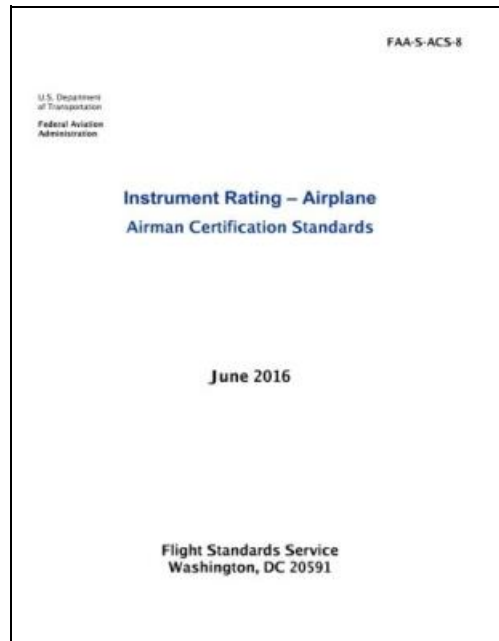 FAA-S-ACS-8
U.S. Department
of Transportation
Federal Aviation
Administration
Instrument Rating – Airplane
Airman Certification Standards
June 2016
Flight Standards Service
Washington, DC 20591